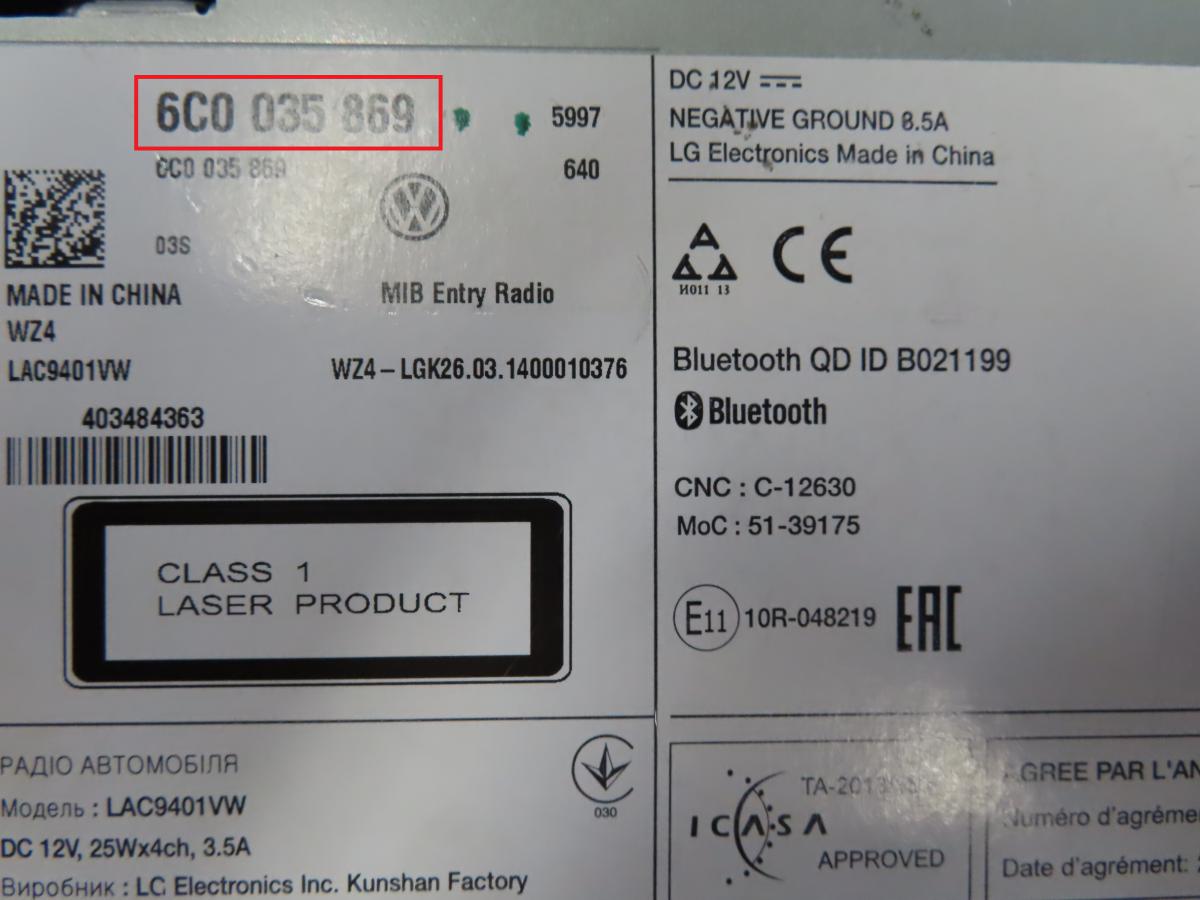 6C0 035 869
5997
6C0 035 869
640
03S
MADE IN CHINA
MIB Entry Radio
WZ4
LAC9401VW
WZ4-LGK26.03.1400010376
403484363
CLASS 1
LASER PRODUCT
РАДІО АВТОМОБІЛЯ
Модель : LAC9401VW
DC 12V, 25Wx4ch, 3.5A
Виробник : LG Electronics Inc. Kunshan Factory
030
DC 12V
NEGATIVE GROUND 8.5A
LG Electronics Made in China
И011 13
CE
Bluetooth QD ID B021199
Bluetooth
CNC : C-12630
MoC : 51-39175
E11 10R-048219 EAC
ICASA
APPROVED
AGREE PAR L'AN
Numéro d'agréme
Date d'agrément: